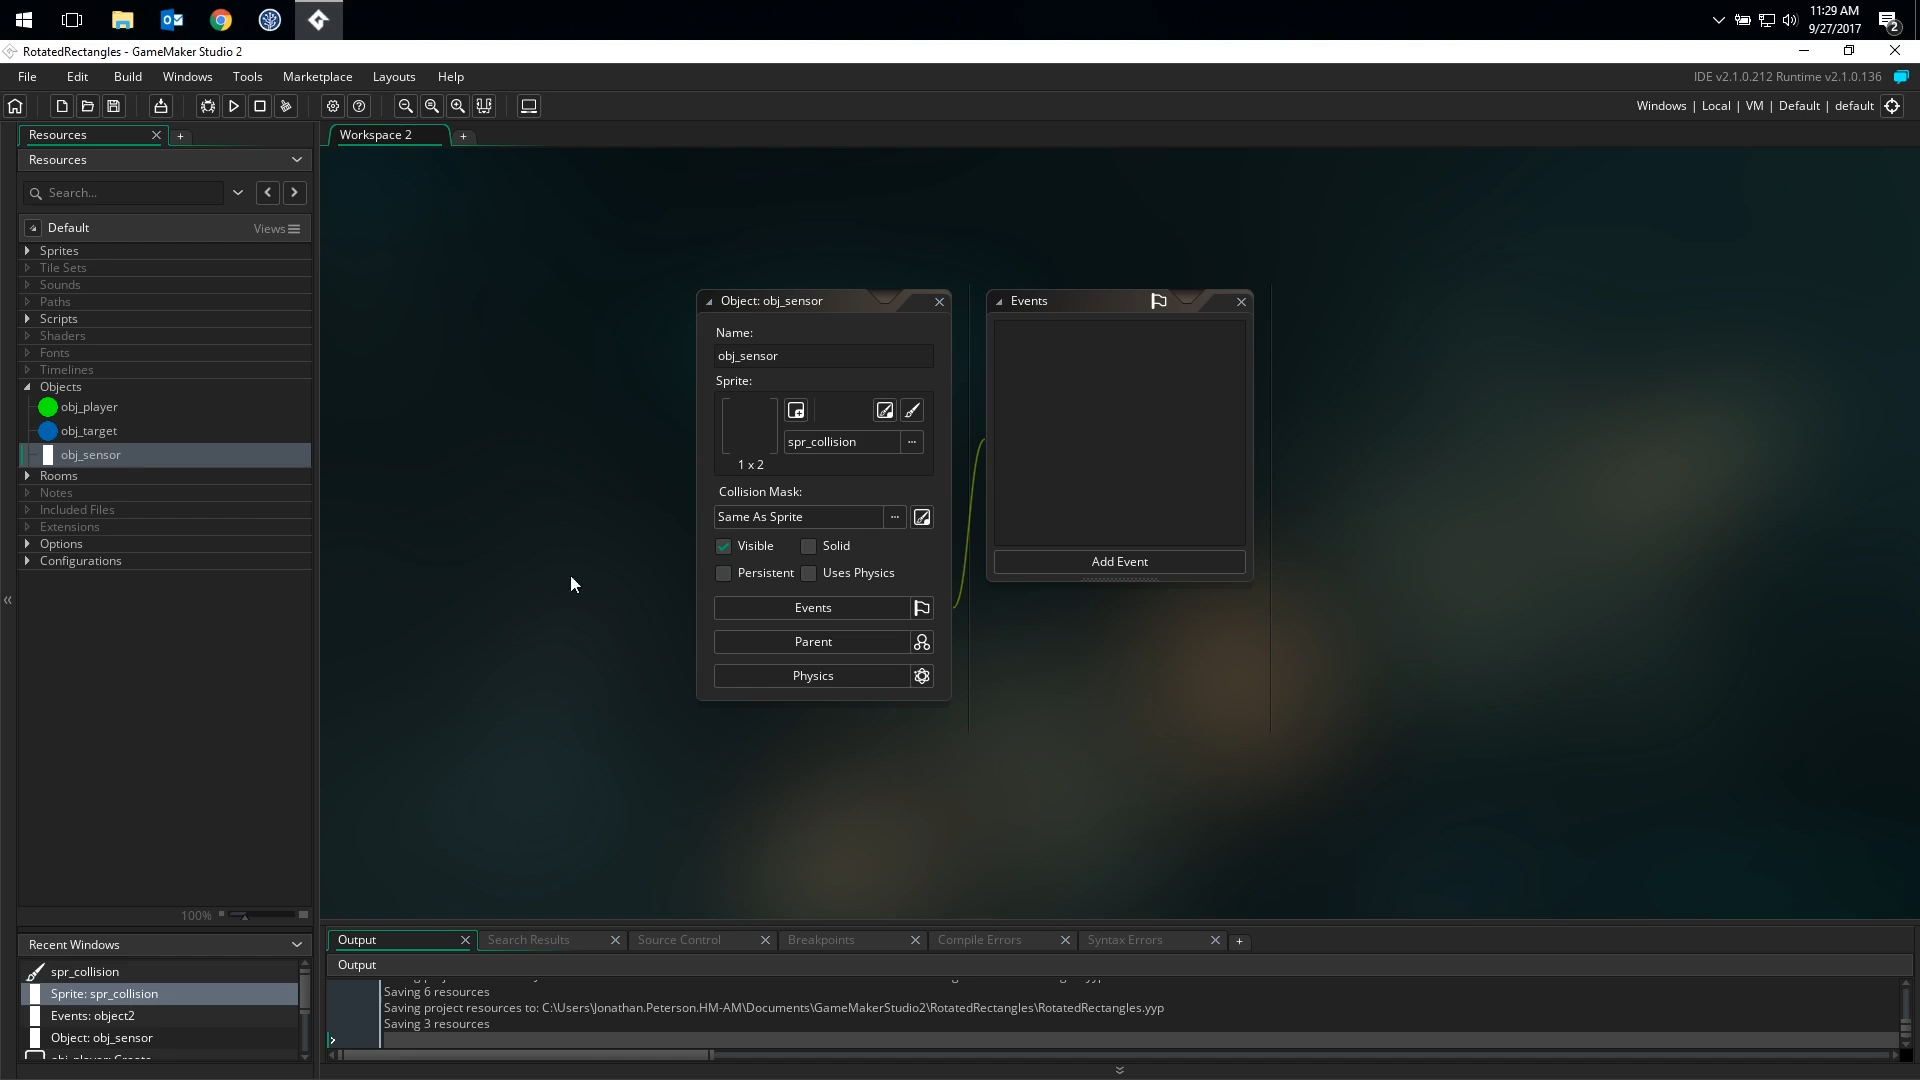 11:29 AM
9/27/2017
2
RotatedRectangles - GameMaker Studio 2
File Edit Build Windows Tools Marketplace Layouts Help
IDE v2.1.0.212 Runtime v2.1.0.136
Windows | Local | VM | Default | default
Resources
Workspace 2
Resources
Search...
Default
Views
Sprites
Tile Sets
Sounds
Paths
Scripts
Shaders
Fonts
Timelines
Objects
obj_player
obj_target
obj_sensor
Rooms
Notes
Included Files
Extensions
Options
Configurations
100%
Object: obj_sensor
Name:
obj_sensor
Sprite:
spr_collision
...
1 x 2
Collision Mask:
Same As Sprite
...
Visible
Solid
Persistent
Uses Physics
Events
Parent
Physics
Events
Add Event
Recent Windows
spr_collision
Sprite: spr_collision
Events: object2
Object: obj_sensor
obj_player: Create
Output
Search Results
Source Control
Breakpoints
Compile Errors
Syntax Errors
Output
Saving 6 resources
Saving project resources to: C:\Users\Jonathan.Peterson.HM-AM\Documents\GameMakerStudio2\RotatedRectangles\RotatedRectangles.yyp
Saving 3 resources